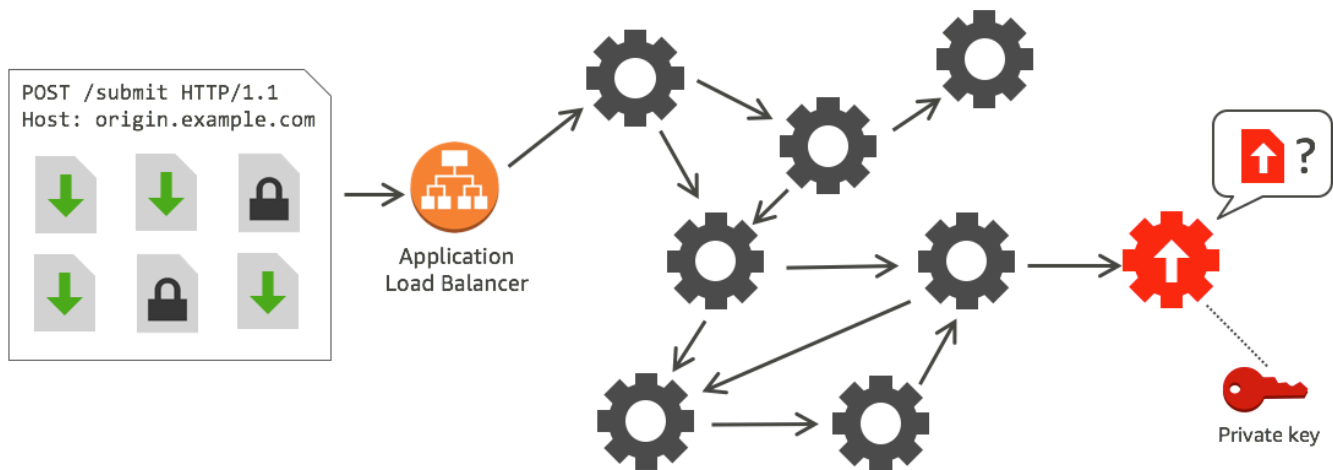 POST /submit HTTP/1.1
Host: origin.example.com
Application
Load Balancer
?
Private key